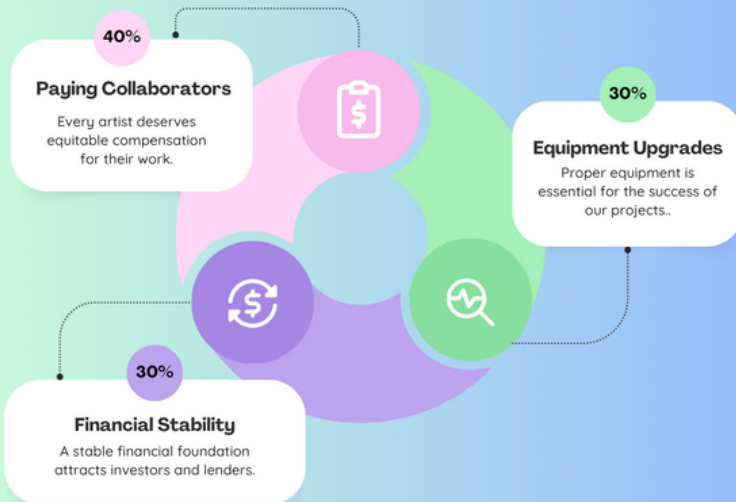 40%
Paying Collaborators
Every artist deserves
equitable compensation
for their work.
30%
Equipment Upgrades
Proper equipment is
essential for the success of
our projects..
30%
Financial Stability
A stable financial foundation
attracts investors and lenders.